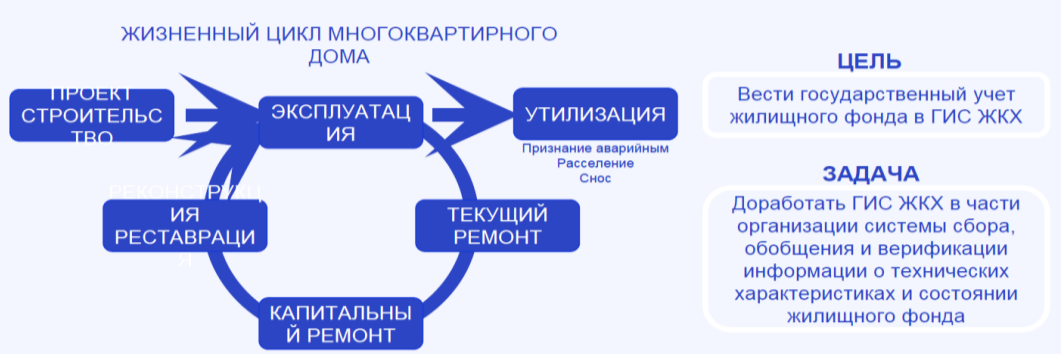 ЖИЗНЕННЫЙ ЦИКЛ МНОГОКВАРТИРНОГО
ДОМА
ПРОЕКТ
СТРОИТЕЛЬС
ТВО
ЭКСПЛУАТАЦ
ИЯ
УТИЛИЗАЦИЯ
Признание аварийным
Расселение
Снос
РЕКОНСТРУКЦ
ИЯ
РЕСТАВРАЦИ
Я
ТЕКУЩИЙ
РЕМОНТ
КАПИТАЛЬНЫ
Й РЕМОНТ
ЦЕЛЬ
Вести государственный учет
жилищного фонда в ГИС ЖКХ
ЗАДАЧА
Доработать ГИС ЖКХ в части
организации системы сбора,
обобщения и верификации
информации о технических
характеристиках и состоянии
жилищного фонда